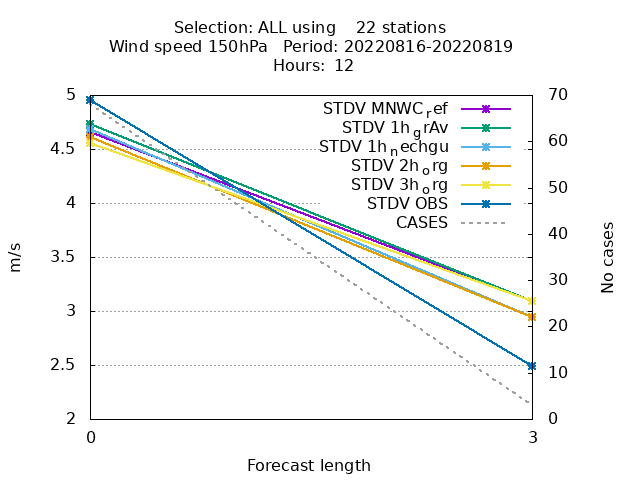 Selection: ALL using    22 stations
Wind speed 150hPa   Period: 20220816-20220819
Hours:  12
5
4.5
4
3.5
3
2.5
2
m/s
70
60
50
40
30
20
10
0
No cases
STDV MNWC_ref
STDV 1h_grAv
STDV 1h_nechgu
STDV 2h_org
STDV 3h_org
STDV OBS
CASES
0
3
Forecast length